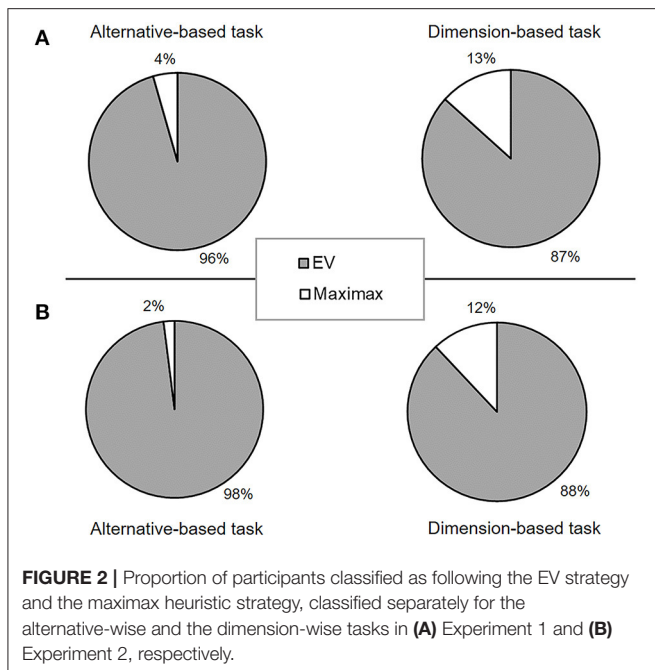 A
Alternative-based task
Dimension-based task
4%
13%
96%
87%
EV
Maximax
B
2%
12%
98%
88%
Alternative-based task
Dimension-based task
FIGURE 2 | Proportion of participants classified as following the EV strategy
and the maximax heuristic strategy, classified separately for the
alternative-wise and the dimension-wise tasks in (A) Experiment 1 and (B)
Experiment 2, respectively.